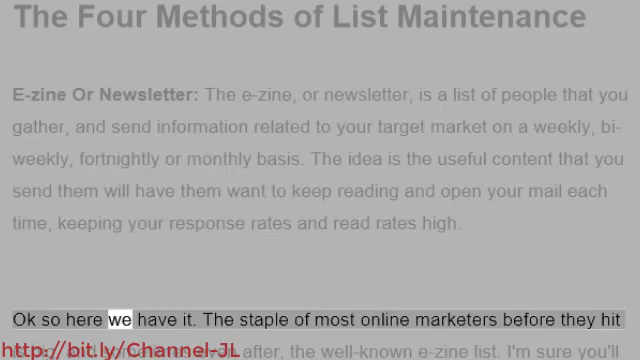 The Four Methods of List Maintenance
E-zine Or Newsletter: The e-zine, or newsletter, is a list of people that you
gather, and send information related to your target market on a weekly, bi-
weekly, fortnightly or monthly basis. The idea is the useful content that you
send them will have them want to keep reading and open your mail each
time, keeping your response rates and read rates high.
Ok so here we have it. The staple of most online marketers before they hit
after, the well-known e-zine list. I'm sure you'll
http://bit.ly/Channel-JL